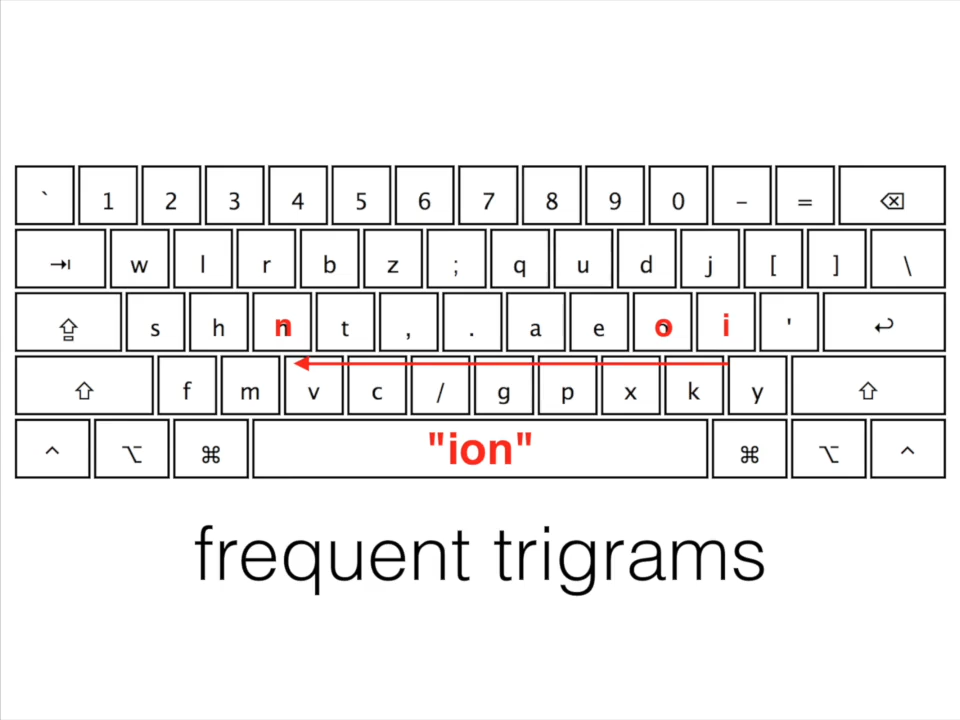 ` 1 2 3 4 5 6 7 8 9 0 - = ⌫
⇥ w l r b z ; q u d j [ ] \
⇪ s h n t , . a e o i ' ↩
⇧ f m v c / g p x k y ⇧
^ ⌥ ⌘ "ion" ⌘ ⌥ ^
frequent trigrams